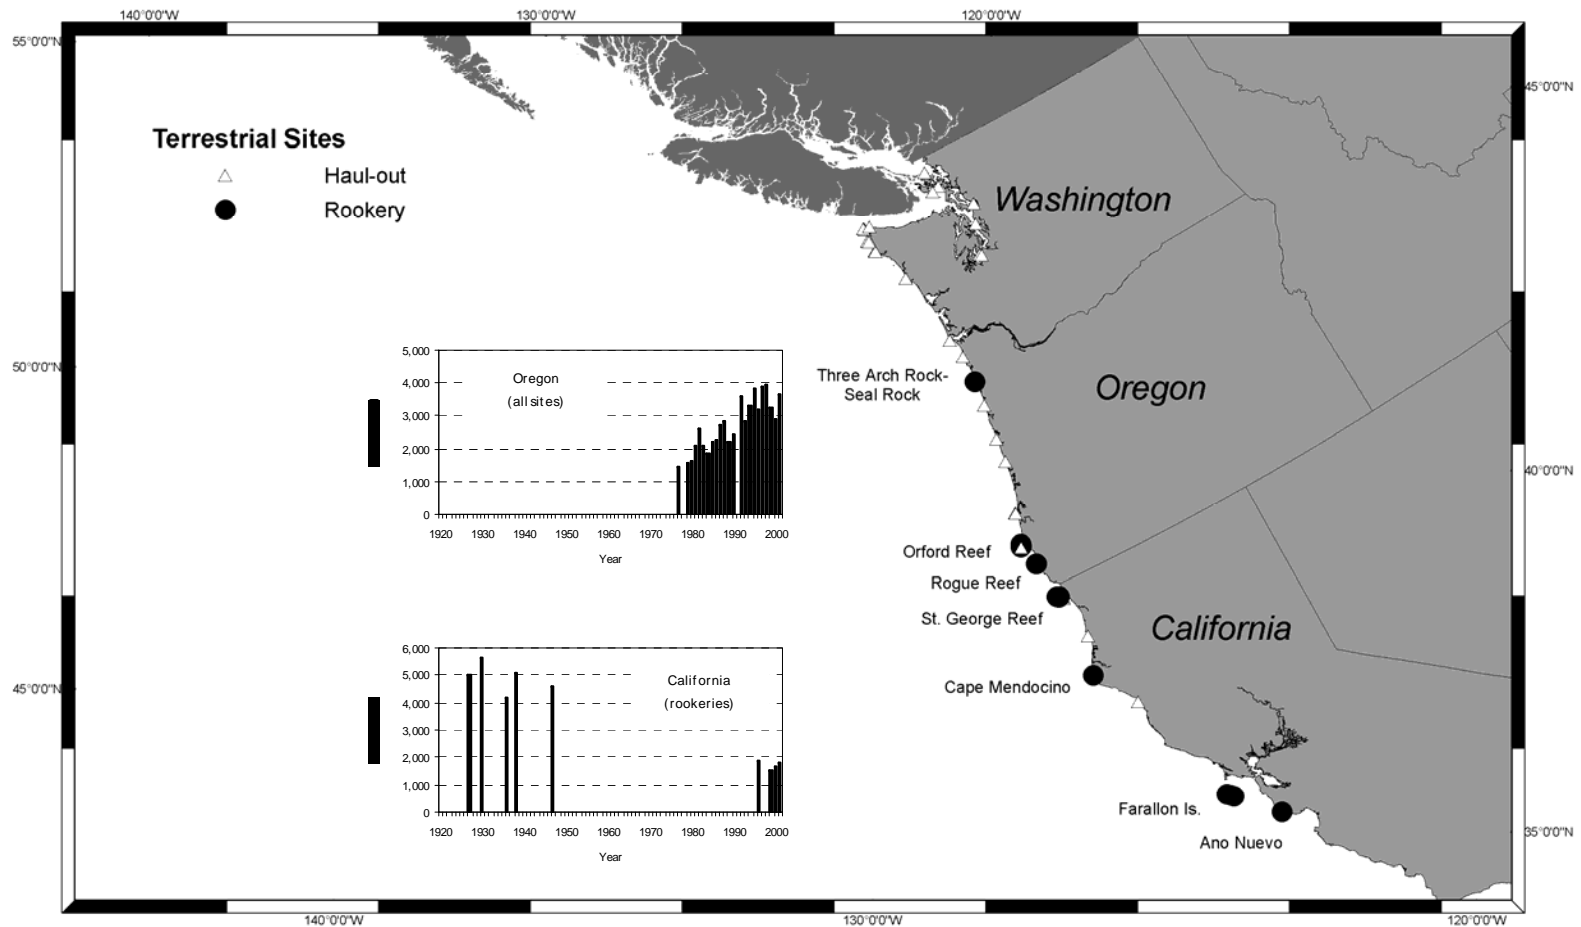 140°0'0"W 130°0'0"W 120°0'0"W
55°0'0"N
45°0'0"N
Terrestrial Sites
Haul-out
Rookery
Washington
50°0'0"N
Three Arch Rock-
Seal Rock
Oregon
5,000
4,000
3,000
2,000
1,000
0
Oregon
(all sites)
1920 1930 1940 1950 1960 1970 1980 1990 2000
Year
40°0'0"N
Orford Reef
Rogue Reef
St. George Reef
California
Cape Mendocino
45°0'0"N
6,000
5,000
4,000
3,000
2,000
1,000
0
California
(rookeries)
1920 1930 1940 1950 1960 1970 1980 1990 2000
Year
Farallon Is.
Ano Nuevo
35°0'0"N
140°0'0"W 130°0'0"W 120°0'0"W